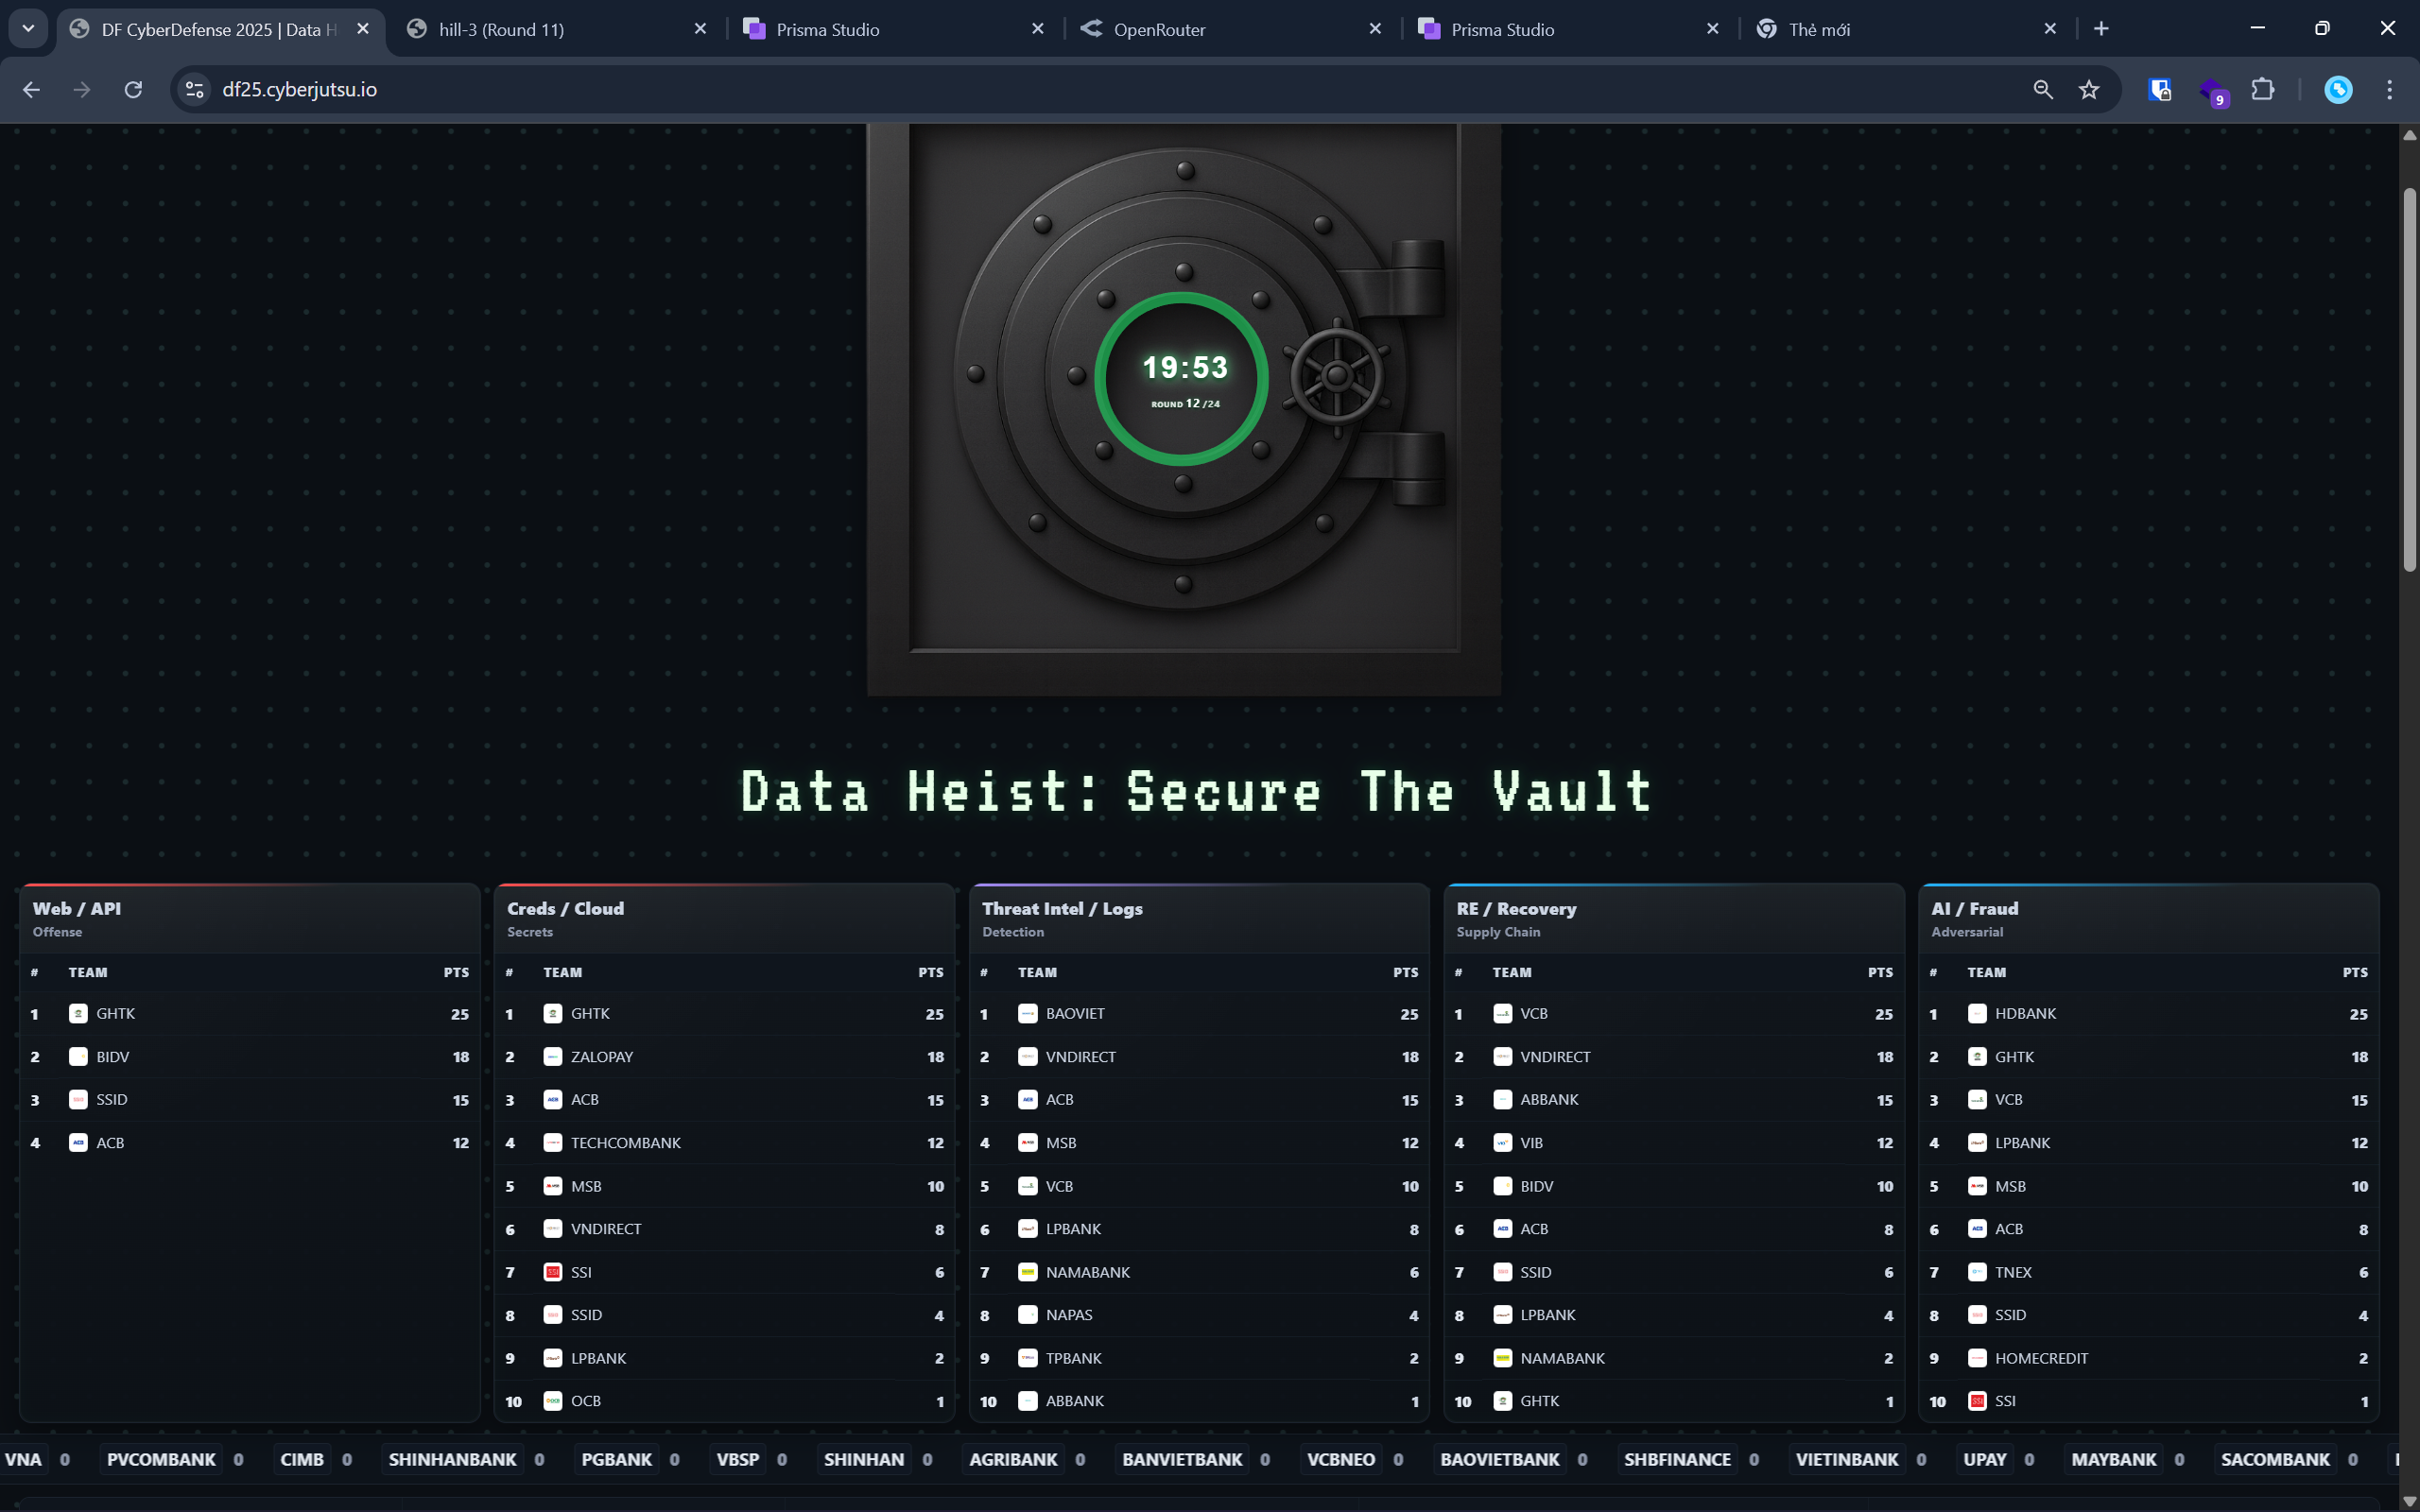 DF CyberDefense 2025 | Data H
hill-3 (Round 11)
Prisma Studio
OpenRouter
Prisma Studio
Thẻ mới
df25.cyberjutsu.io
9
19:53
ROUND 12 /24
Data Heist: Secure The Vault
Web / API
Offense
# TEAM PTS
1 GHTK 25
2 BIDV 18
3 SSID 15
4 ACB 12
Creds / Cloud
Secrets
# TEAM PTS
1 GHTK 25
2 ZALOPAY 18
3 ACB 15
4 TECHCOMBANK 12
5 MSB 10
6 VNDIRECT 8
7 SSI 6
8 SSID 4
9 LPBANK 2
10 OCB 1
Threat Intel / Logs
Detection
# TEAM PTS
1 BAOVIET 25
2 VNDIRECT 18
3 ACB 15
4 MSB 12
5 VCB 10
6 LPBANK 8
7 NAMABANK 6
8 NAPAS 4
9 TPBANK 2
10 ABBANK 1
RE / Recovery
Supply Chain
# TEAM PTS
1 VCB 25
2 VNDIRECT 18
3 ABBANK 15
4 VIB 12
5 BIDV 10
6 ACB 8
7 SSID 6
8 LPBANK 4
9 NAMABANK 2
10 GHTK 1
AI / Fraud
Adversarial
# TEAM PTS
1 HDBANK 25
2 GHTK 18
3 VCB 15
4 LPBANK 12
5 MSB 10
6 ACB 8
7 TNEX 6
8 SSID 4
9 HOMECREDIT 2
10 SSI 1
VNA 0 PVCOMBANK 0 CIMB 0 SHINHANBANK 0 PGBANK 0 VBSP 0 SHINHAN 0 AGRIBANK 0 BANVIETBANK 0 VCBNEO 0 BAOVIETBANK 0 SHBFINANCE 0 VIETINBANK 0 UPAY 0 MAYBANK 0 SACOMBANK 0